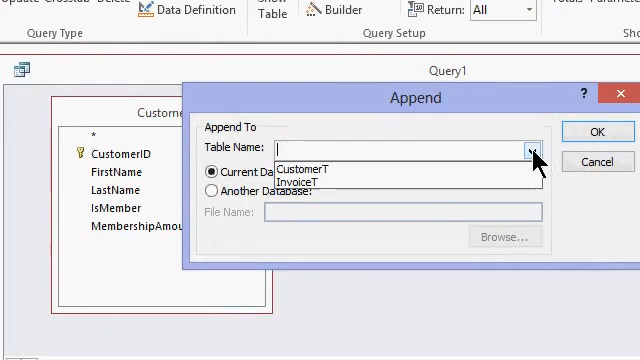 Update Crosstab Delete
Data Definition
Show
Table
Builder
Return: All
Totals Parameters
Query Type
Query Setup
Sho
Query1
Custome
*
CustomerID
FirstName
LastName
IsMember
MembershipAmou
Append
?
Append To
Table Name:
OK
CustomerT
InvoiceT
Current Da
Cancel
Another Database:
File Name:
Browse...